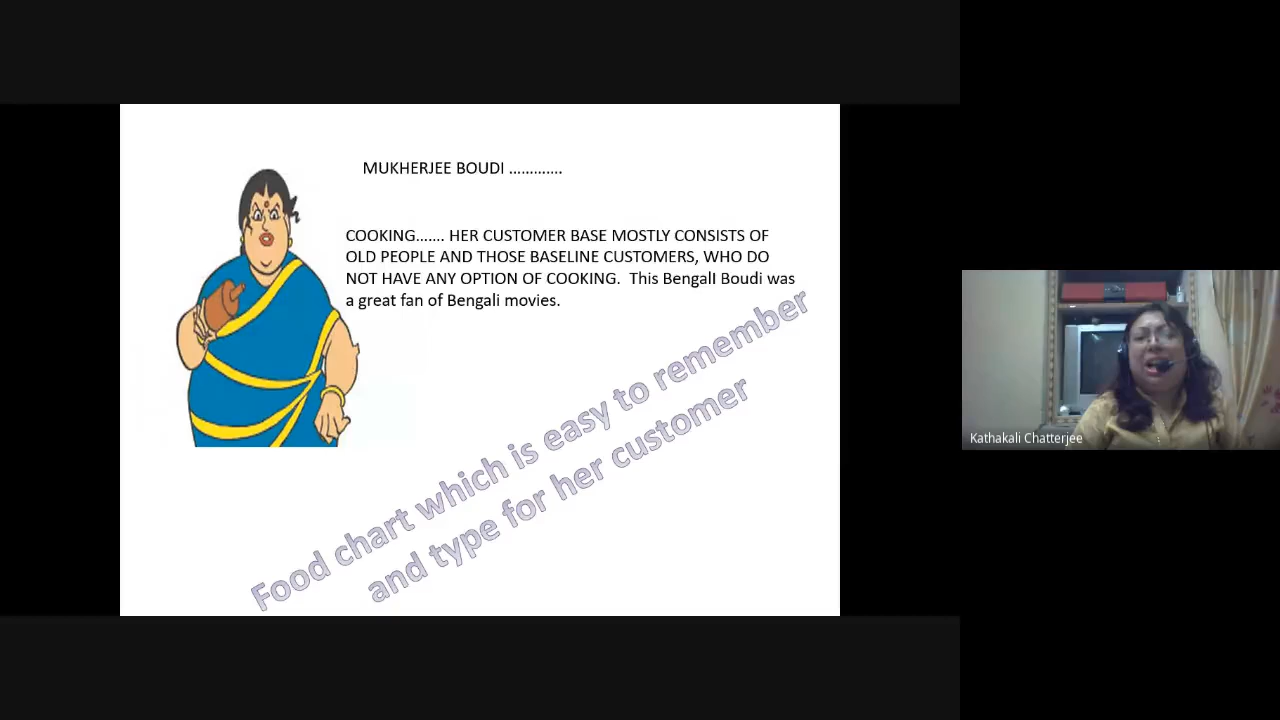 MUKHERJEE BOUDI ………….
COOKING……. HER CUSTOMER BASE MOSTLY CONSISTS OF
OLD PEOPLE AND THOSE BASELINE CUSTOMERS, WHO DO
NOT HAVE ANY OPTION OF COOKING.  This BengalI Boudi was
a great fan of Bengali movies.
Food chart which is easy to remember
and type for her customer
Kathakali Chatterjee